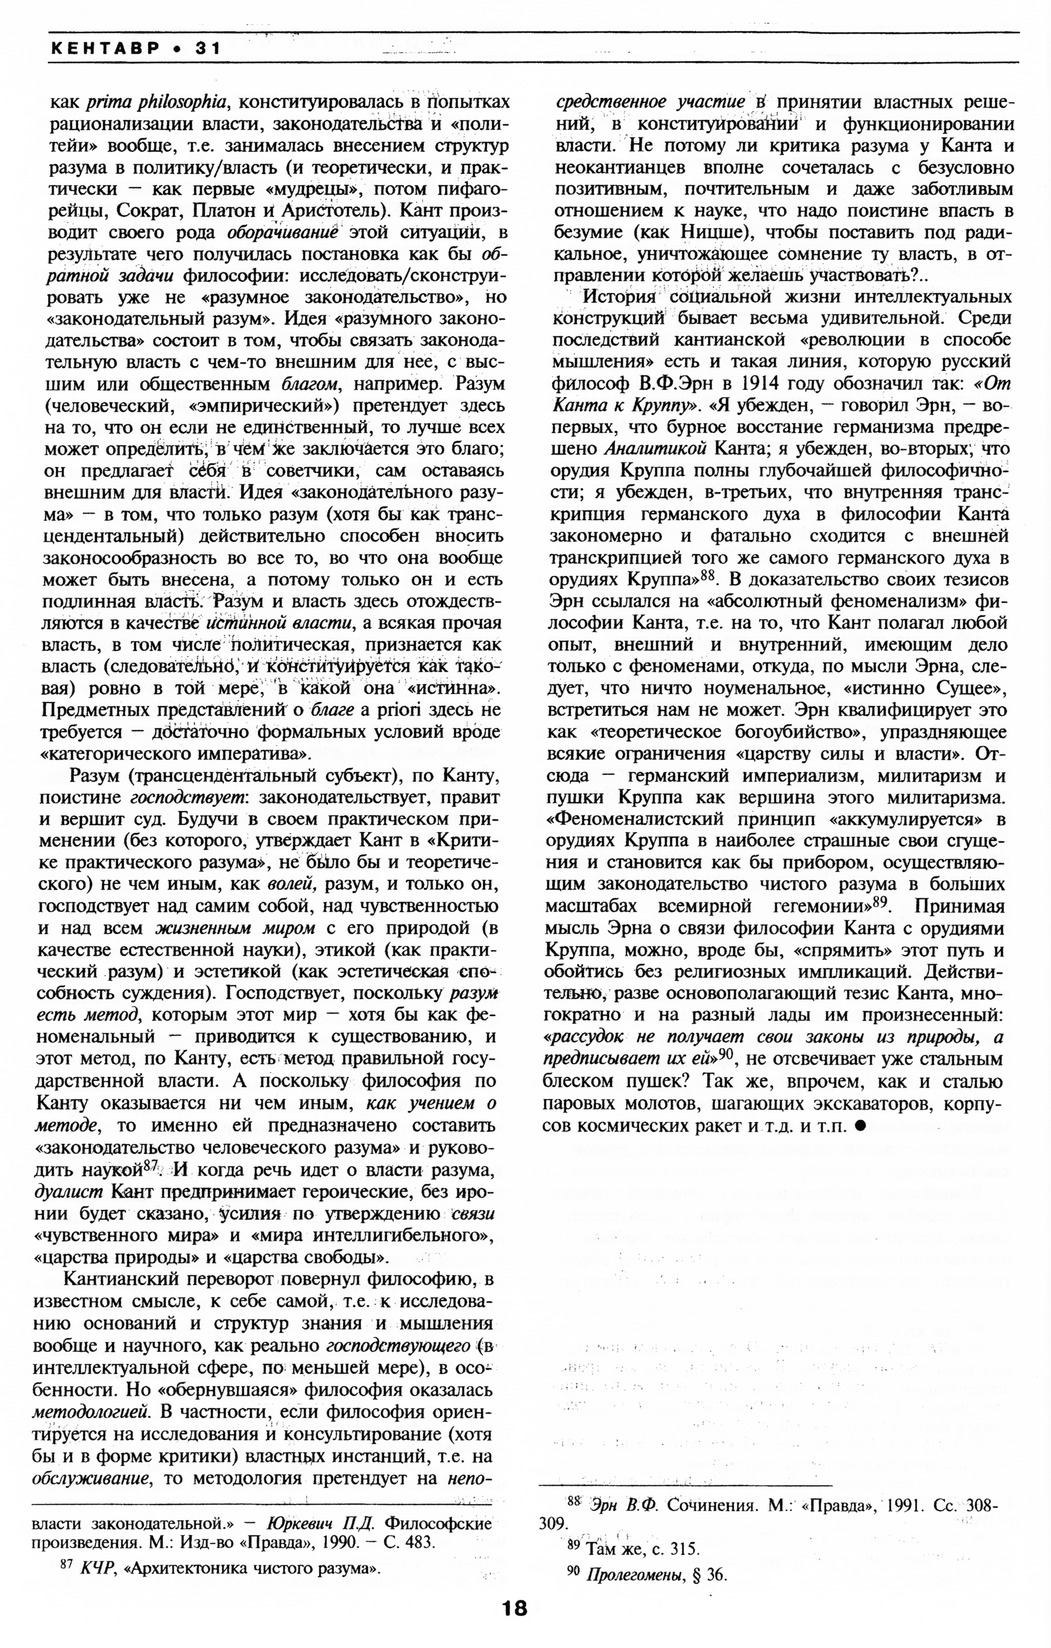 КЕНТАВР • 31
как prima philosophia, конституировалась в попытках
рационализации власти, законодательства и «поли-
тейи» вообще, т.е. занималась внесением структур
разума в политику/власть (и теоретически, и прак-
тически — как первые «мудрецы», потом пифаго-
рейцы, Сократ, Платон и Аристотель). Кант произ-
водит своего рода оборачивание этой ситуации, в
результате чего получилась постановка как бы об-
ратной задачи философии: исследовать/сконструи-
ровать уже не «разумное законодательство», но
«законодательный разум». Идея «разумного законо-
дательства» состоит в том, чтобы связать законода-
тельную власть с чем-то внешним для нее, с выс-
шим или общественным благом, например. Разум
(человеческий, «эмпирический») претендует здесь
на то, что он если не единственный, то лучше всех
может определить, в чем же заключается это благо;
он предлагает себя в советчики, сам оставаясь
внешним для власти. Идея «законодательного разу-
ма» — в том, что только разум (хотя бы как транс-
цендентальный) действительно способен вносить
законосообразность во все то, во что она вообще
может быть внесена, а потому только он и есть
подлинная власть. Разум и власть здесь отождеств-
ляются в качестве истинной власти, а всякая прочая
власть, в том числе политическая, признается как
власть (следовательно, и конституируется как тако-
вая) ровно в той мере, в какой она «истинна».
Предметных представлений о благе a priori здесь не
требуется — достаточно формальных условий вроде
«категорического императива».
Разум (трансцендентальный субъект), по Канту,
поистине господствует: законодательствует, правит
и вершит суд. Будучи в своем практическом при-
менении (без которого, утверждает Кант в «Крити-
ке практического разума», не было бы и теоретиче-
ского) не чем иным, как волей, разум, и только он,
господствует над самим собой, над чувственностью
и над всем жизненным миром с его природой (в
качестве естественной науки), этикой (как практи-
ческий разум) и эстетикой (как эстетическая спо-
собность суждения). Господствует, поскольку разум
есть метод, которым этот мир — хотя бы как фе-
номенальный — приводится к существованию, и
этот метод, по Канту, есть метод правильной госу-
дарственной власти. А поскольку философия по
Канту оказывается ни чем иным, как учением о
методе, то именно ей предназначено составить
«законодательство человеческого разума» и руково-
дить наукой87. И когда речь идет о власти разума,
дуалист Кант предпринимает героические, без иро-
нии будет сказано, усилия по утверждению связи
«чувственного мира» и «мира интеллигибельного»,
«царства природы» и «царства свободы».
Кантианский переворот повернул философию, в
известном смысле, к себе самой, т.е. к исследова-
нию оснований и структур знания и мышления
вообще и научного, как реально господствующего (в
интеллектуальной сфере, по меньшей мере), в осо-
бенности. Но «обернувшаяся» философия оказалась
методологией. В частности, если философия ориен-
тируется на исследования и консультирование (хотя
бы и в форме критики) властных инстанций, т.е. на
обслуживание, то методология претендует на непо-
власти законодательной.» — Юркевич П.Д. Философские
произведения. М.: Изд-во «Правда», 1990. — С. 483.
87 КЧР, «Архитектоника чистого разума».
средственное участие в принятии властных реше-
ний, в конституировании и функционировании
власти. Не потому ли критика разума у Канта и
неокантианцев вполне сочеталась с безусловно
позитивным, почтительным и даже заботливым
отношением к науке, что надо поистине впасть в
безумие (как Ницше), чтобы поставить под ради-
кальное, уничтожающее сомнение ту власть, в от-
правлении которой желаешь участвовать?..
История социальной жизни интеллектуальных
конструкций бывает весьма удивительной. Среди
последствий кантианской «революции в способе
мышления» есть и такая линия, которую русский
философ В.Ф.Эрн в 1914 году обозначил так: «От
Канта к Круппу». «Я убежден, — говорил Эрн, — во-
первых, что бурное восстание германизма предре-
шено Аналитикой Канта; я убежден, во-вторых, что
орудия Круппа полны глубочайшей философично-
сти; я убежден, в-третьих, что внутренняя транс-
крипция германского духа в философии Канта
закономерно и фатально сходится с внешней
транскрипцией того же самого германского духа в
орудиях Круппа»88. В доказательство своих тезисов
Эрн ссылался на «абсолютный феноменализм» фи-
лософии Канта, т.е. на то, что Кант полагал любой
опыт, внешний и внутренний, имеющим дело
только с феноменами, откуда, по мысли Эрна, сле-
дует, что ничто ноуменальное, «истинно Сущее»,
встретиться нам не может. Эрн квалифицирует это
как «теоретическое богоубийство», упраздняющее
всякие ограничения «царству силы и власти». От-
сюда — германский империализм, милитаризм и
пушки Круппа как вершина этого милитаризма.
«Феноменалистский принцип «аккумулируется» в
орудиях Круппа в наиболее страшные свои сгуще-
ния и становится как бы прибором, осуществляю-
щим законодательство чистого разума в больших
масштабах всемирной гегемонии»89. Принимая
мысль Эрна о связи философии Канта с орудиями
Круппа, можно, вроде бы, «спрямить» этот путь и
обойтись без религиозных импликаций. Действи-
тельно, разве основополагающий тезис Канта, мно-
гократно и на разный лады им произнесенный:
«рассудок не получает свои законы из природы, а
предписывает их ей»90, не отсвечивает уже стальным
блеском пушек? Так же, впрочем, как и сталью
паровых молотов, шагающих экскаваторов, корпу-
сов космических ракет и т.д. и т.п. ●
88 Эрн В.Ф. Сочинения. М.: «Правда», 1991. Сс. 308-
309.
89 Там же, с. 315.
90 Пролегомены, § 36.
18